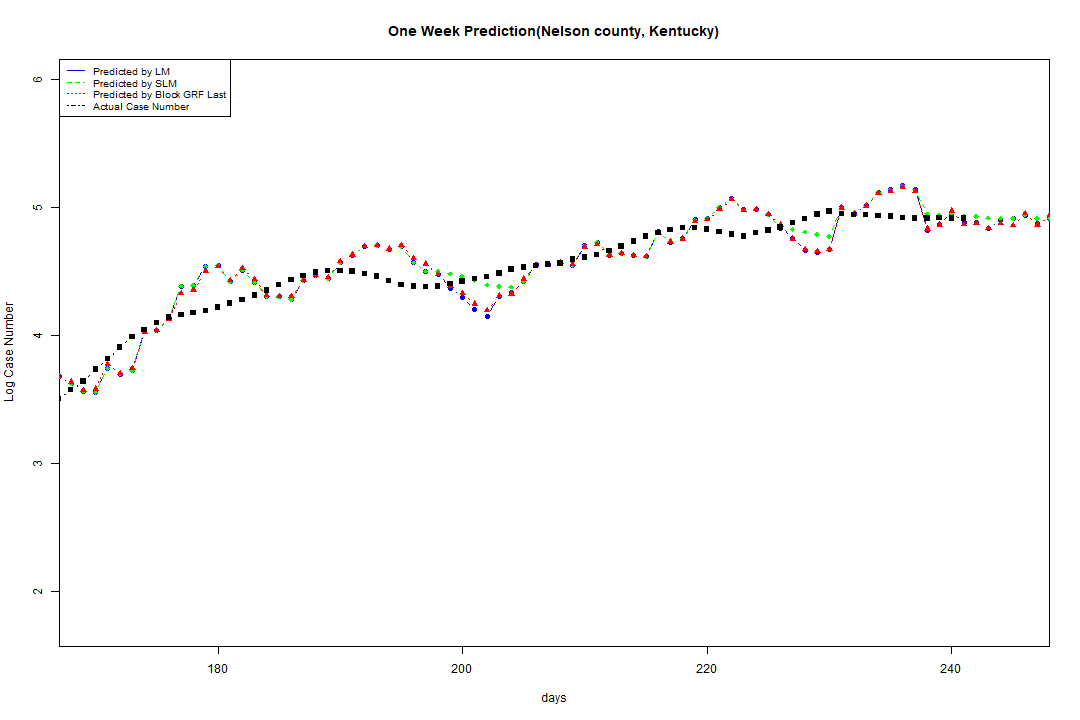 One Week Prediction(Nelson county, Kentucky)
Predicted by LM
Predicted by SLM
Predicted by Block GRF Last
Actual Case Number
6
5
4
3
2
Log Case Number
180 200 220 240
days